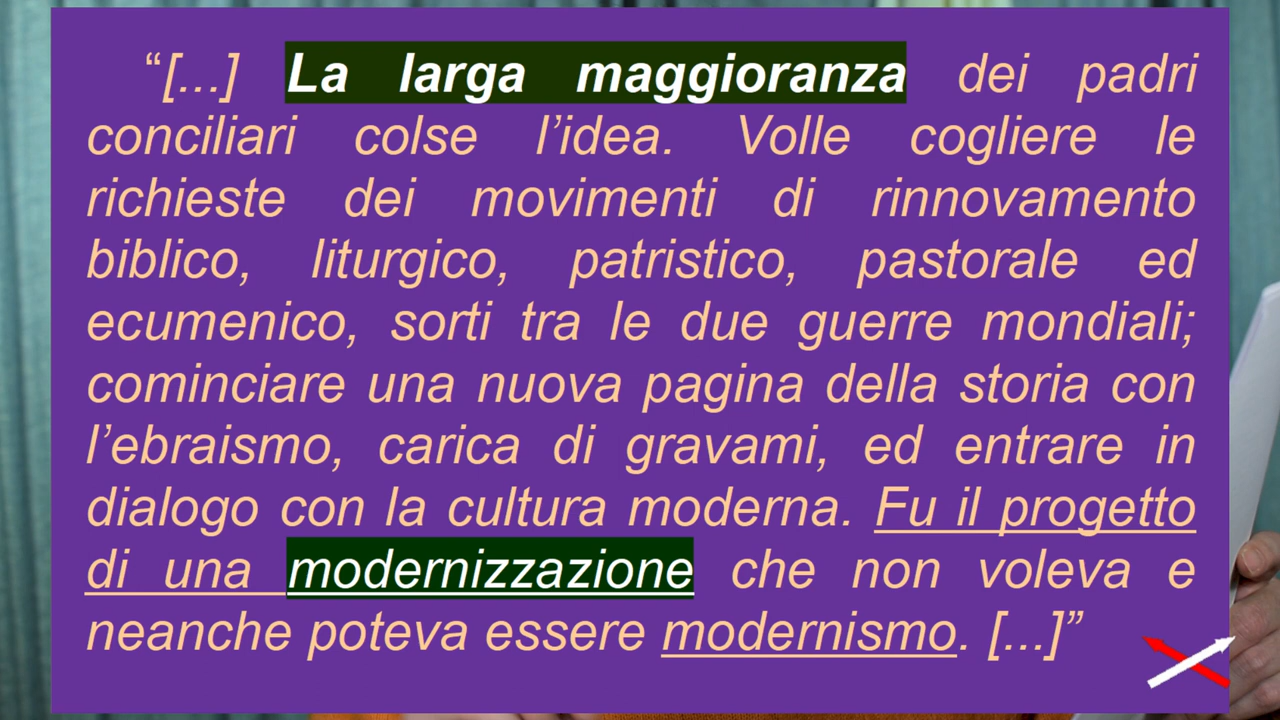 “[...] La larga maggioranza dei padri
conciliari colse l’idea. Volle cogliere le
richieste dei movimenti di rinnovamento
biblico, liturgico, patristico, pastorale ed
ecumenico, sorti tra le due guerre mondiali;
cominciare una nuova pagina della storia con
l’ebraismo, carica di gravami, ed entrare in
dialogo con la cultura moderna. Fu il progetto
di una modernizzazione che non voleva e
neanche poteva essere modernismo. [...]”